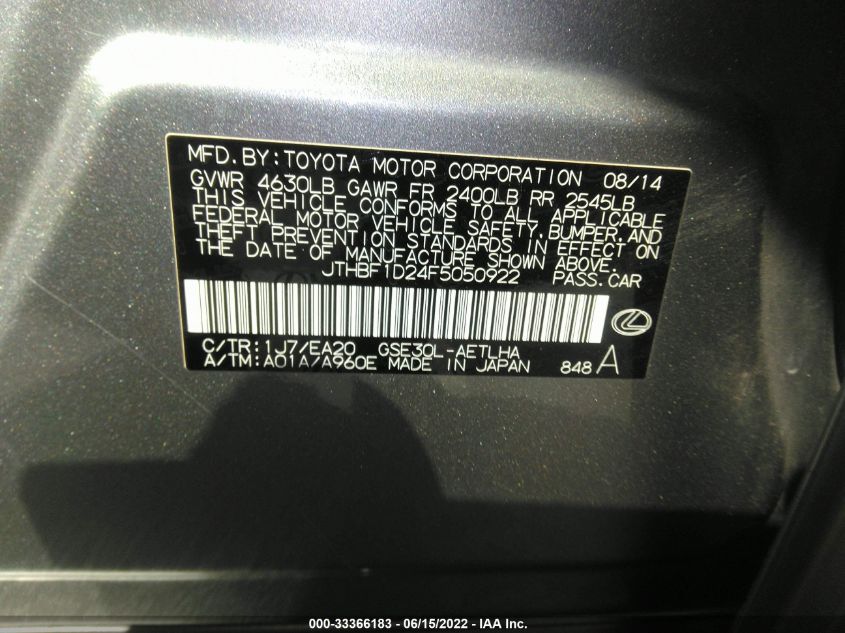 MFD.BY:TOYOTA MOTOR CORPORATION 08/14
GVWR 4630LB GAWR FR 2400LB RR 2545LB
THIS VEHICLE CONFORMS TO ALL APPLICABLE
FEDERAL MOTOR VEHICLE SAFETY,BUMPER,AND
THEFT PREVENTION STANDARDS IN EFFECT ON
THE DATE OF MANUFACTURE SHOWN ABOVE.
JTHBF1D24F5050922 PASS.CAR
C/TR:1J7/EA20 GSE30L-AETLHA
A/TM:A01A/A960E MADE IN JAPAN 848 A
000-33366183 - 06/15/2022 - IAA Inc.